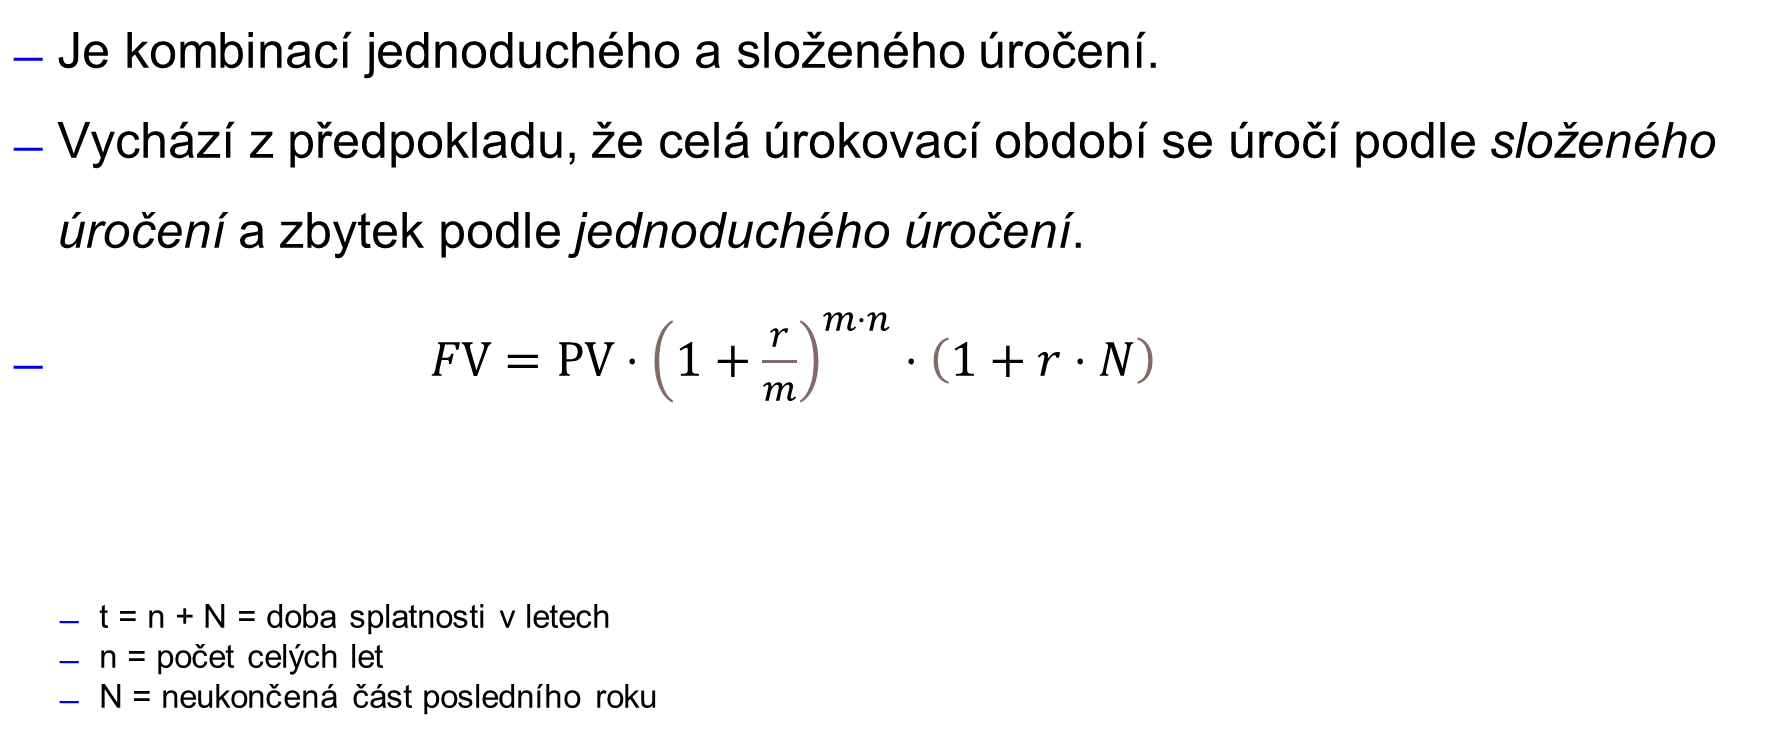 – Je kombinací jednoduchého a složeného úročení.
– Vychází z předpokladu, že celá úrokovací období se úročí podle složeného
úročení a zbytek podle jednoduchého úročení.
– FV = PV · (1 + r/m)^(m·n) · (1 + r · N)
– t = n + N = doba splatnosti v letech
– n = počet celých let
– N = neukončená část posledního roku